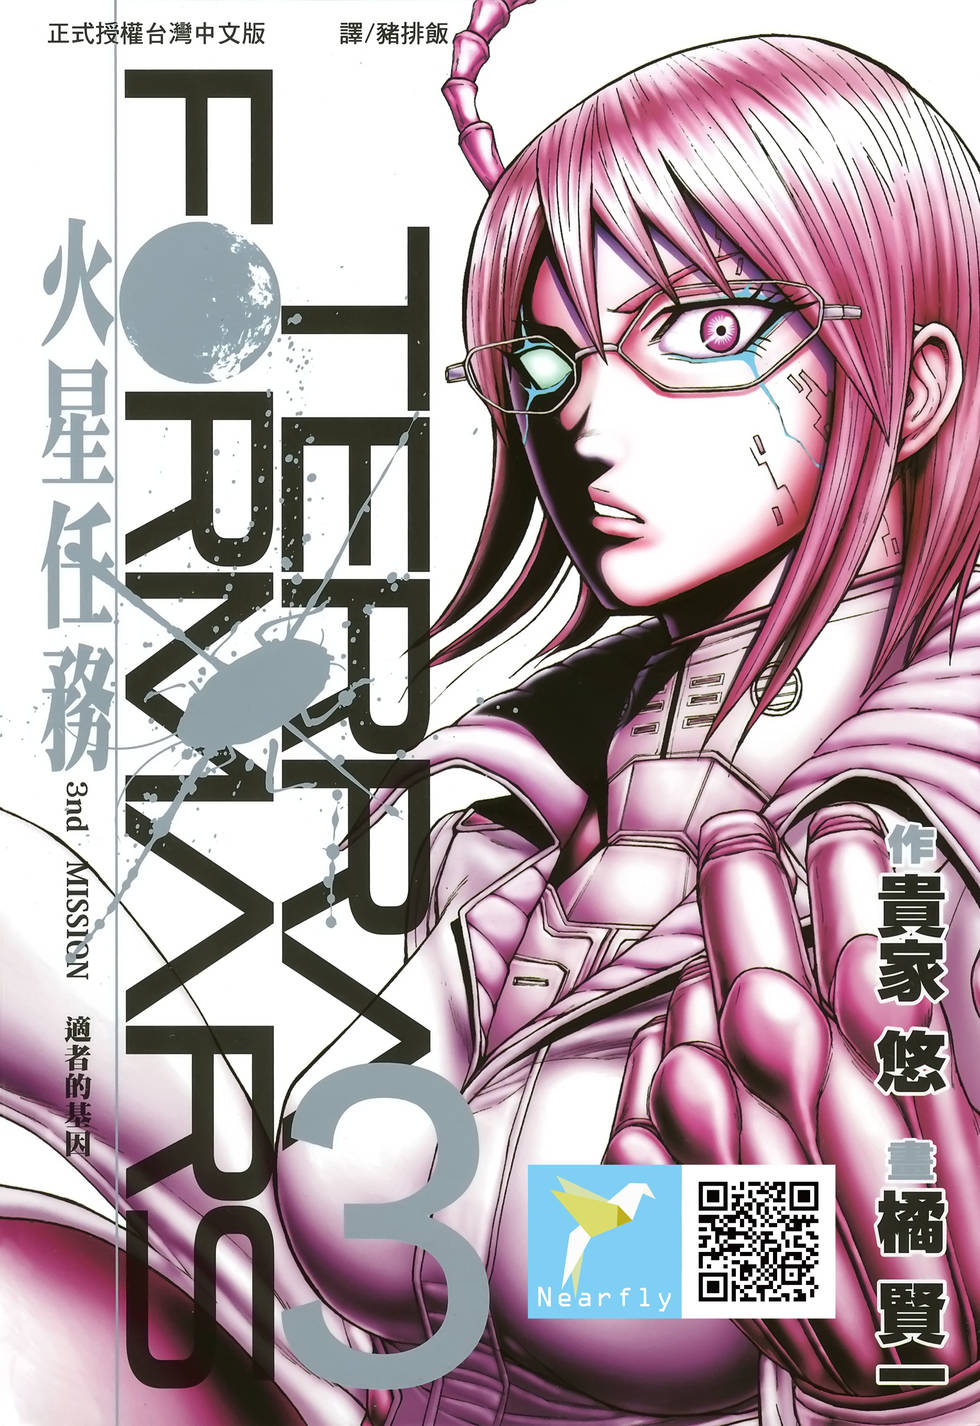 正式授權台灣中文版
譯/豬排飯
TERRA
FORMARS
3
火星任務
3nd MISSION 適者的基因
作 貴家 悠
畫 橘 賢一
Nearfly